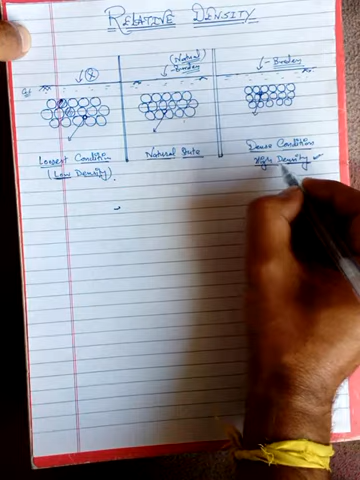 RELATIVE DENSITY
(Natural)
Loosest Condition
(Low Density).
Natural State
Dense Condition
High Density